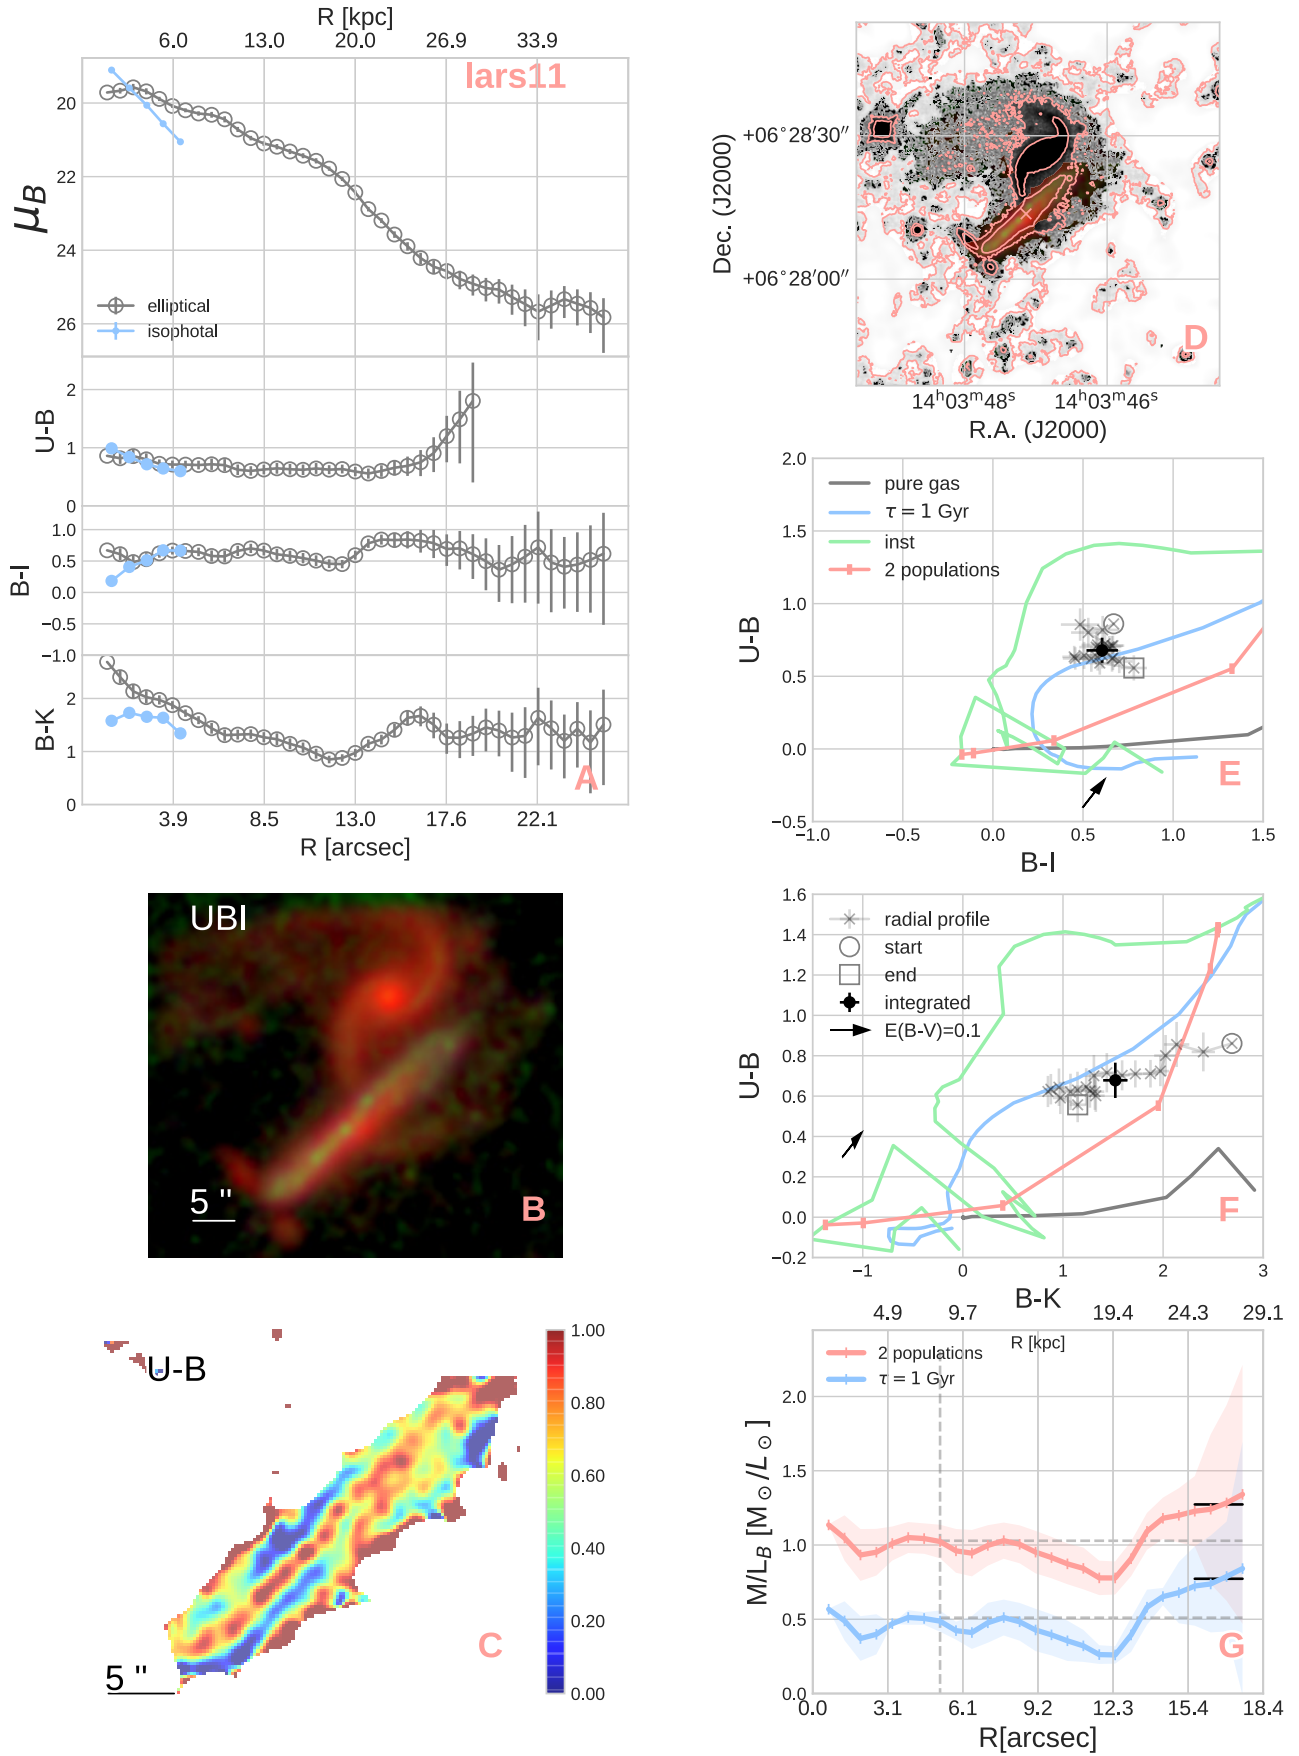 R [kpc]
6.0 13.0 20.0 26.9 33.9
lars11
20
22
24
26
μB
elliptical
isophotal
2
1
0
U-B
1.0
0.5
0.0
−0.5
−1.0
B-I
2
1
0
B-K
A
3.9 8.5 13.0 17.6 22.1
R [arcsec]
+06°28′30″
+06°28′00″
Dec. (J2000)
D
14h03m48s 14h03m46s
R.A. (J2000)
2.0
1.5
1.0
0.5
0.0
−0.5
U-B
pure gas
τ = 1 Gyr
inst
2 populations
E
−1.0 −0.5 0.0 0.5 1.0 1.5
B-I
UBI
5 "
B
1.6
1.4
1.2
1.0
0.8
0.6
0.4
0.2
0.0
−0.2
U-B
radial profile
start
end
integrated
E(B-V)=0.1
F
−1 0 1 2 3
B-K
U-B
5 "
C
1.00
0.80
0.60
0.40
0.20
0.00
4.9 9.7 19.4 24.3 29.1
R [kpc]
2 populations
τ = 1 Gyr
2.0
1.5
1.0
0.5
0.0
M/LB [M⊙/L⊙]
G
0.0 3.1 6.1 9.2 12.3 15.4 18.4
R[arcsec]